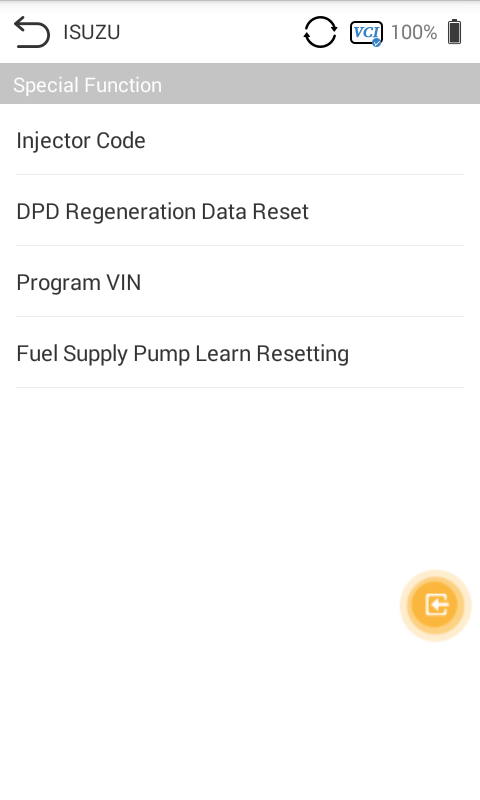 ISUZU
VCI
100%
Special Function
Injector Code
DPD Regeneration Data Reset
Program VIN
Fuel Supply Pump Learn Resetting